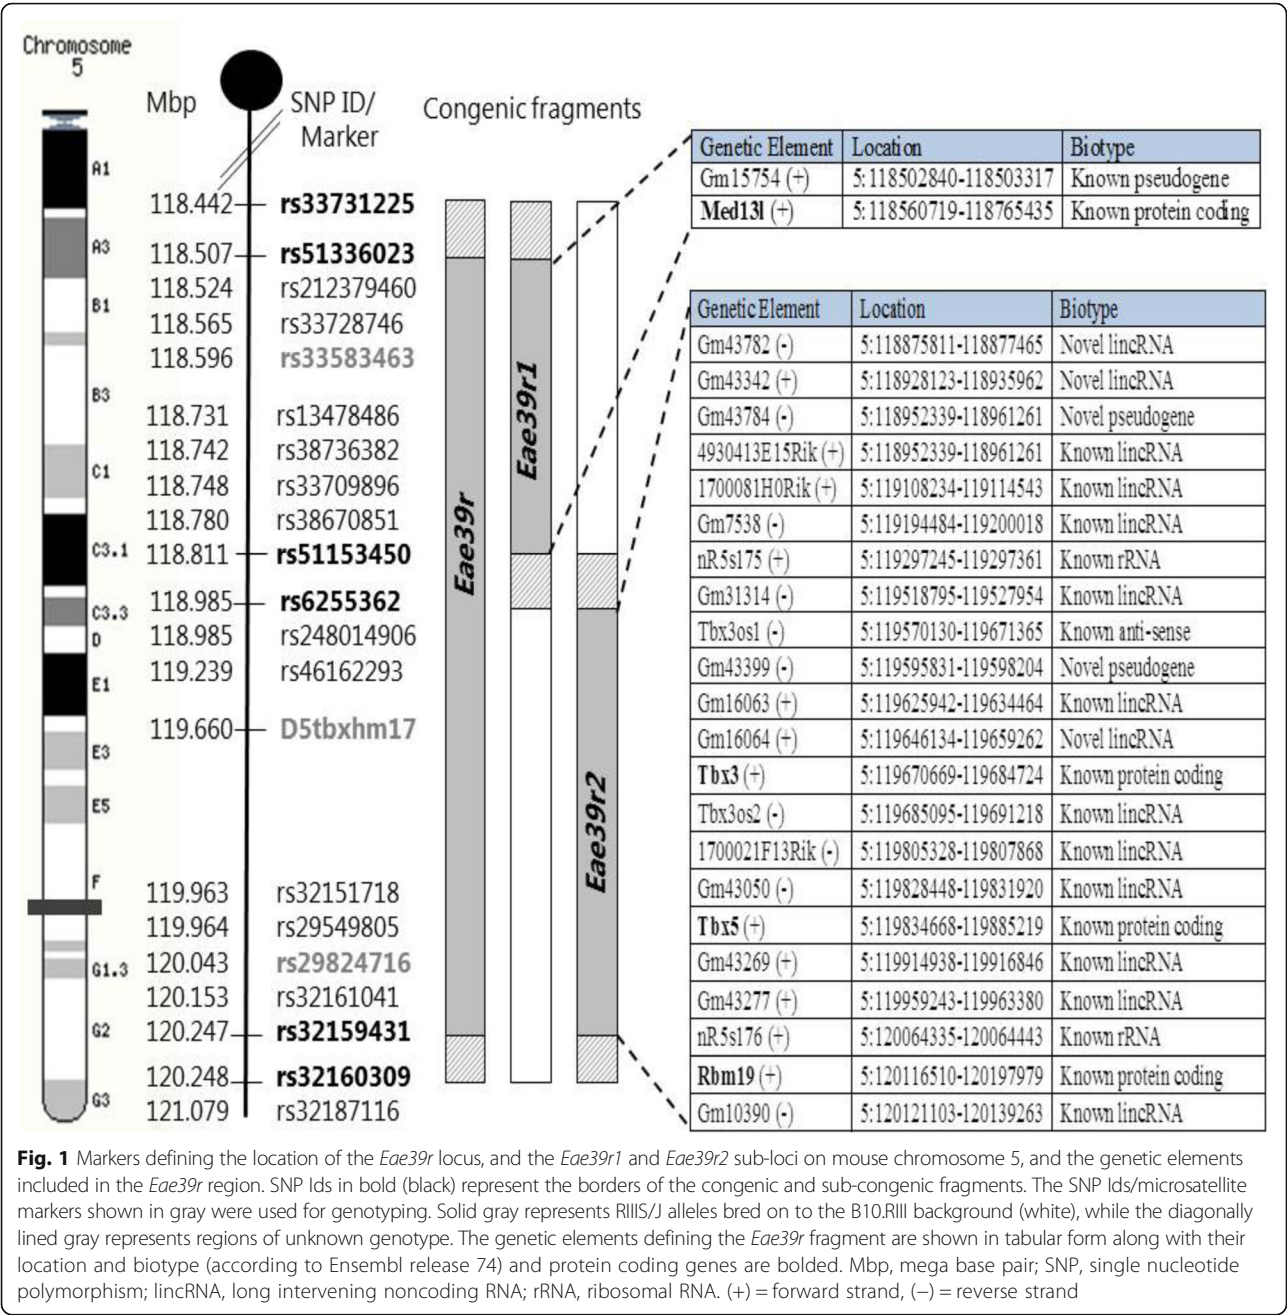 Chromosome
5
A1
A3
B1
B3
C1
C3.1
C3.3
D
E1
E3
E5
F
G1.3
G2
G3
Mbp
SNP ID/
Marker
Congenic fragments
118.442 rs33731225
118.507 rs51336023
118.524 rs212379460
118.565 rs33728746
118.596 rs33583463
118.731 rs13478486
118.742 rs38736382
118.748 rs33709896
118.780 rs38670851
118.811 rs51153450
118.985 rs6255362
118.985 rs248014906
119.239 rs46162293
119.660 D5tbxhm17
119.963 rs32151718
119.964 rs29549805
120.043 rs29824716
120.153 rs32161041
120.247 rs32159431
120.248 rs32160309
121.079 rs32187116
Eae39r
Eae39r1
Eae39r2
Genetic Element Location Biotype
Gm15754 (+) 5:118502840-118503317 Known pseudogene
Med13l (+) 5:118560719-118765435 Known protein coding
Genetic Element Location Biotype
Gm43782 (-) 5:118875811-118877465 Novel lincRNA
Gm43342 (+) 5:118928123-118935962 Novel lincRNA
Gm43784 (-) 5:118952339-118961261 Novel pseudogene
4930413E15Rik (+) 5:118952339-118961261 Known lincRNA
1700081H0Rik (+) 5:119108234-119114543 Known lincRNA
Gm7538 (-) 5:119194484-119200018 Known lincRNA
nR5s175 (+) 5:119297245-119297361 Known rRNA
Gm31314 (-) 5:119518795-119527954 Known lincRNA
Tbx3os1 (-) 5:119570130-119671365 Known anti-sense
Gm43399 (-) 5:119595831-119598204 Novel pseudogene
Gm16063 (+) 5:119625942-119634464 Known lincRNA
Gm16064 (+) 5:119646134-119659262 Novel lincRNA
Tbx3 (+) 5:119670669-119684724 Known protein coding
Tbx3os2 (-) 5:119685095-119691218 Known lincRNA
1700021F13Rik (-) 5:119805328-119807868 Known lincRNA
Gm43050 (-) 5:119828448-119831920 Known lincRNA
Tbx5 (+) 5:119834668-119885219 Known protein coding
Gm43269 (+) 5:119914938-119916846 Known lincRNA
Gm43277 (+) 5:119959243-119963380 Known lincRNA
nR5s176 (+) 5:120064335-120064443 Known rRNA
Rbm19 (+) 5:120116510-120197979 Known protein coding
Gm10390 (-) 5:120121103-120139263 Known lincRNA
Fig. 1 Markers defining the location of the Eae39r locus, and the Eae39r1 and Eae39r2 sub-loci on mouse chromosome 5, and the genetic elements
included in the Eae39r region. SNP Ids in bold (black) represent the borders of the congenic and sub-congenic fragments. The SNP Ids/microsatellite
markers shown in gray were used for genotyping. Solid gray represents RIIIS/J alleles bred on to the B10.RIII background (white), while the diagonally
lined gray represents regions of unknown genotype. The genetic elements defining the Eae39r fragment are shown in tabular form along with their
location and biotype (according to Ensembl release 74) and protein coding genes are bolded. Mbp, mega base pair; SNP, single nucleotide
polymorphism; lincRNA, long intervening noncoding RNA; rRNA, ribosomal RNA. (+) = forward strand, (−) = reverse strand